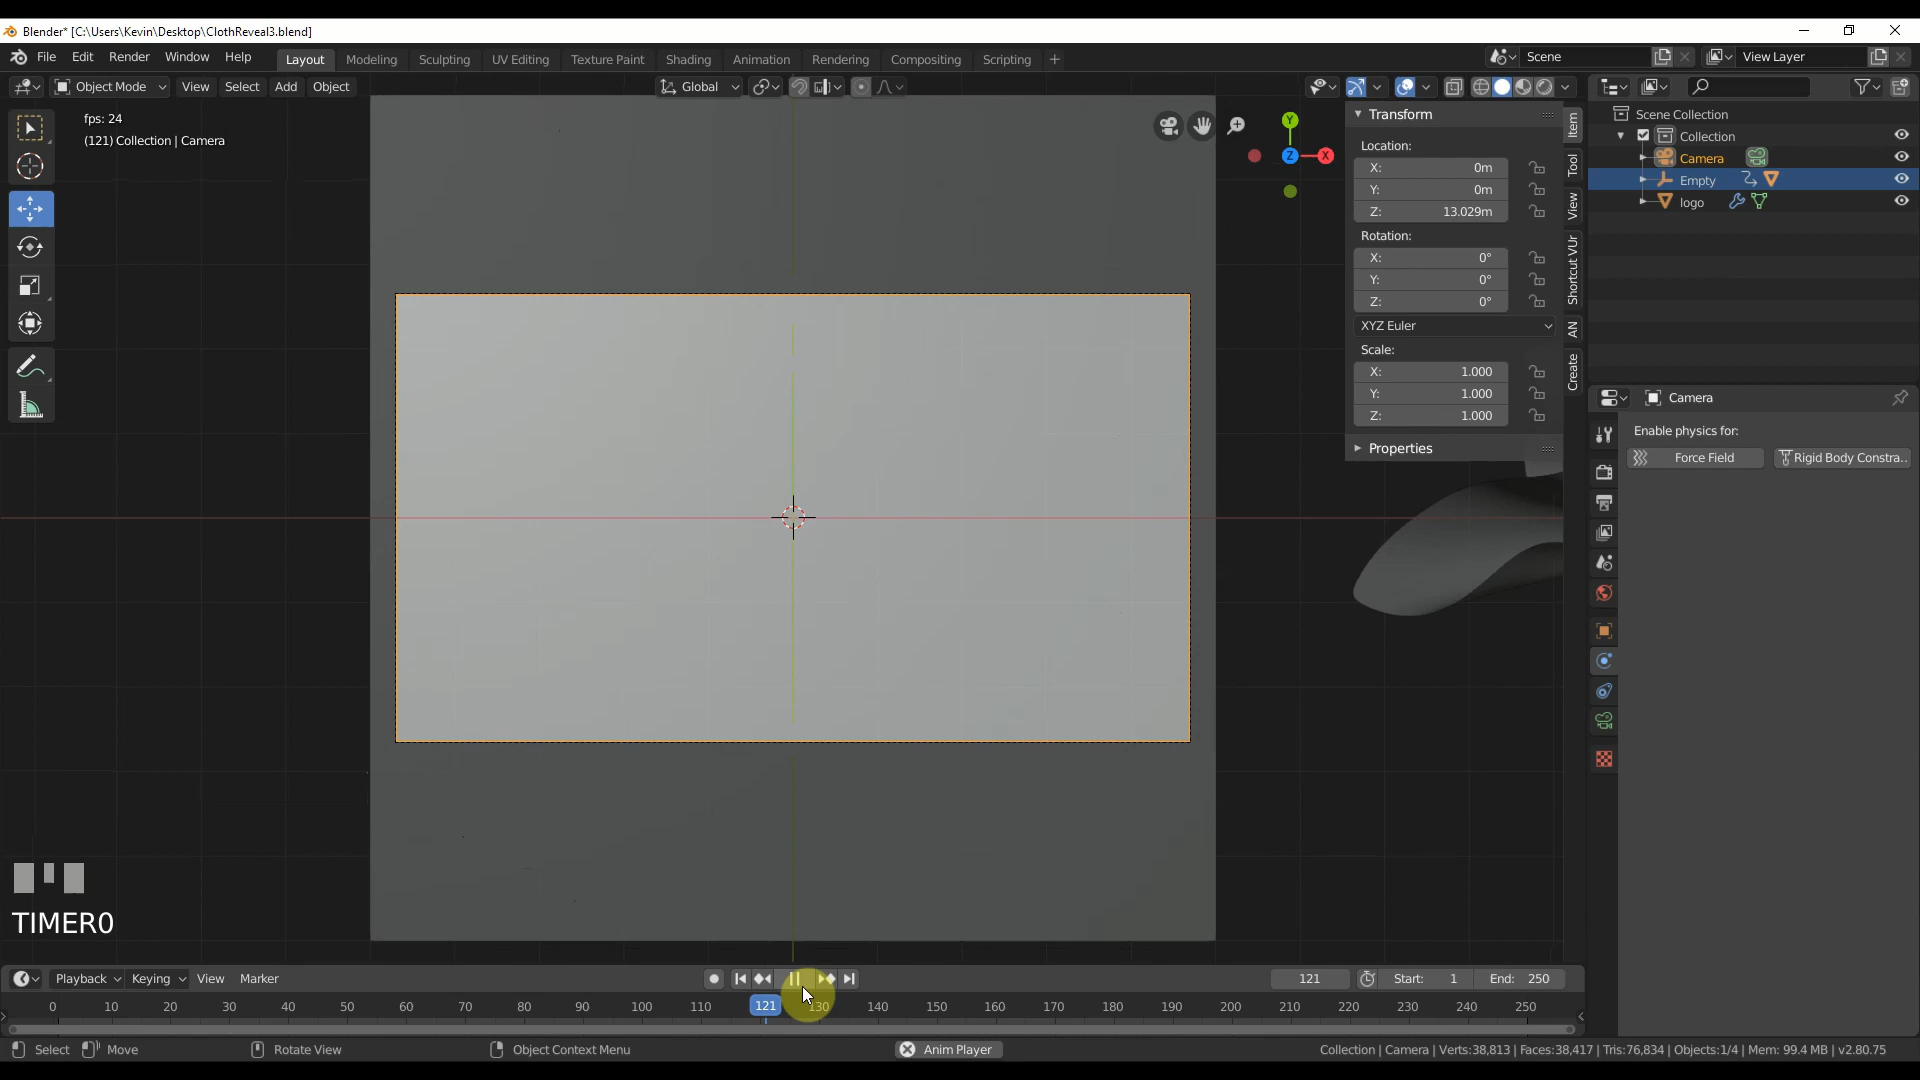 Blender* [C:\Users\Kevin\Desktop\ClothReveal3.blend]
File Edit Render Window Help Layout Modeling Sculpting UV Editing Texture Paint Shading Animation Rendering Compositing Scripting + Scene View Layer
Object Mode View Select Add Object Global
fps: 24
(121) Collection | Camera
Y
Z
X
Transform
Location:
X: 0m
Y: 0m
Z: 13.029m
Rotation:
X: 0°
Y: 0°
Z: 0°
XYZ Euler
Scale:
X: 1.000
Y: 1.000
Z: 1.000
Properties
Item
Tool
View
Shortcut VUr
AN
Create
Scene Collection
Collection
Camera
Empty
logo
Camera
Enable physics for:
Force Field Rigid Body Constra..
TIMER0
Playback Keying View Marker 121 Start: 1 End: 250
0 10 20 30 40 50 60 70 80 90 100 110 121 130 140 150 160 170 180 190 200 210 220 230 240 250
Select Move Rotate View Object Context Menu Anim Player Collection | Camera | Verts:38,813 | Faces:38,417 | Tris:76,834 | Objects:1/4 | Mem: 99.4 MB | v2.80.75